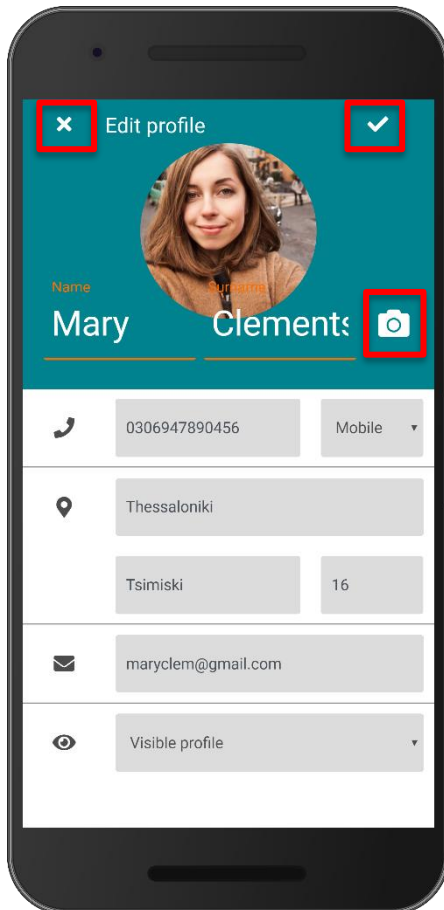 Edit profile
Name Surname
Mary Clements
0306947890456 Mobile
Thessaloniki
Tsimiski 16
maryclem@gmail.com
Visible profile